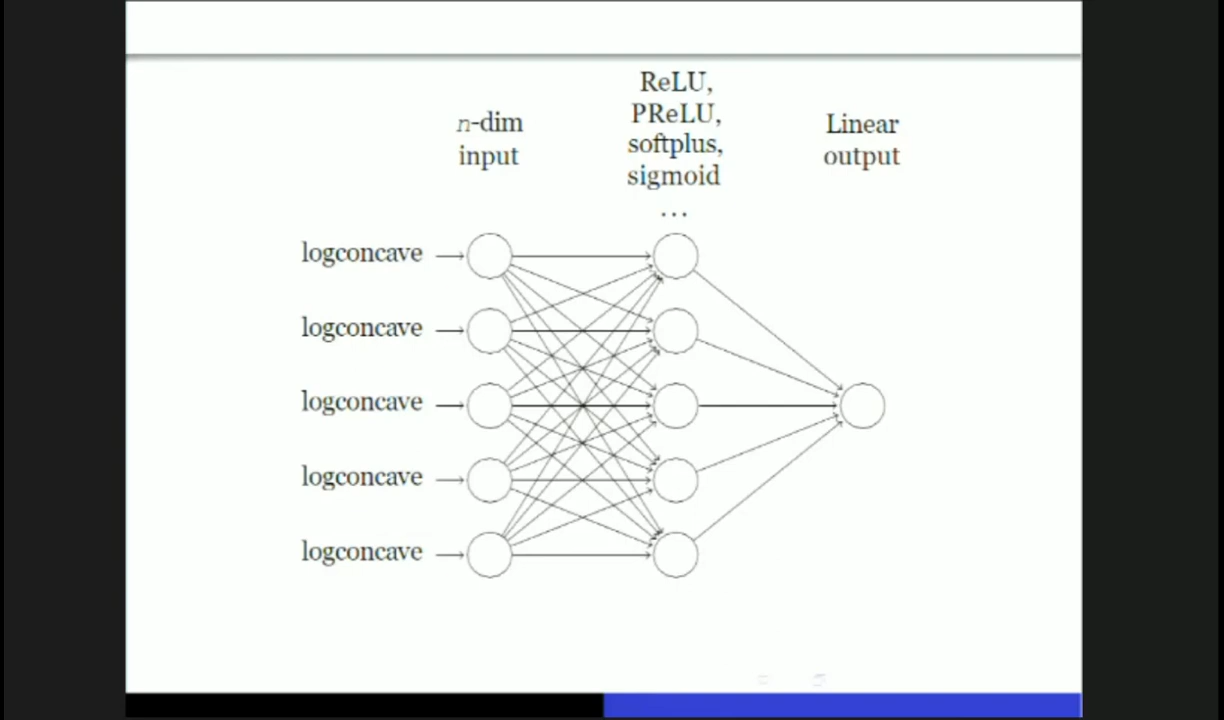 n-dim
input
ReLU,
PReLU,
softplus,
sigmoid
...
Linear
output
logconcave
logconcave
logconcave
logconcave
logconcave